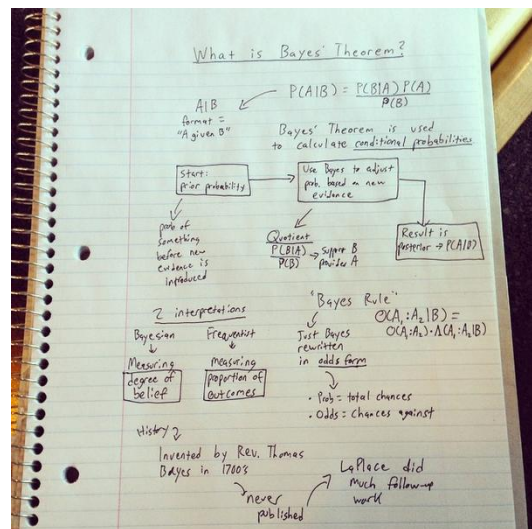 What is Bayes' Theorem?
P(A|B) = P(B|A) P(A)
P(B)
A|B
format =
"A given B"
Bayes' Theorem is used
to calculate conditional probabilities
Start:
prior probability
Use Bayes to adjust
prob. based on new
evidence
Result is
posterior → P(A|B)
prob of
something
before new
evidence is
introduced
Quotient
P(B|A)
P(B)
→ Support B
provides A
2 interpretations
Bayesian
Frequentist
Measuring
degree of
belief
Measuring
proportion of
outcomes
"Bayes Rule"
Just Bayes
rewritten
in odds form
O(A₁:A₂|B) =
O(A₁:A₂)·Λ(A₁:A₂|B)
· Prob = total chances
· Odds = chances against
History
Invented by Rev. Thomas
Bayes in 1700's
never
published
LaPlace did
much follow-up
work